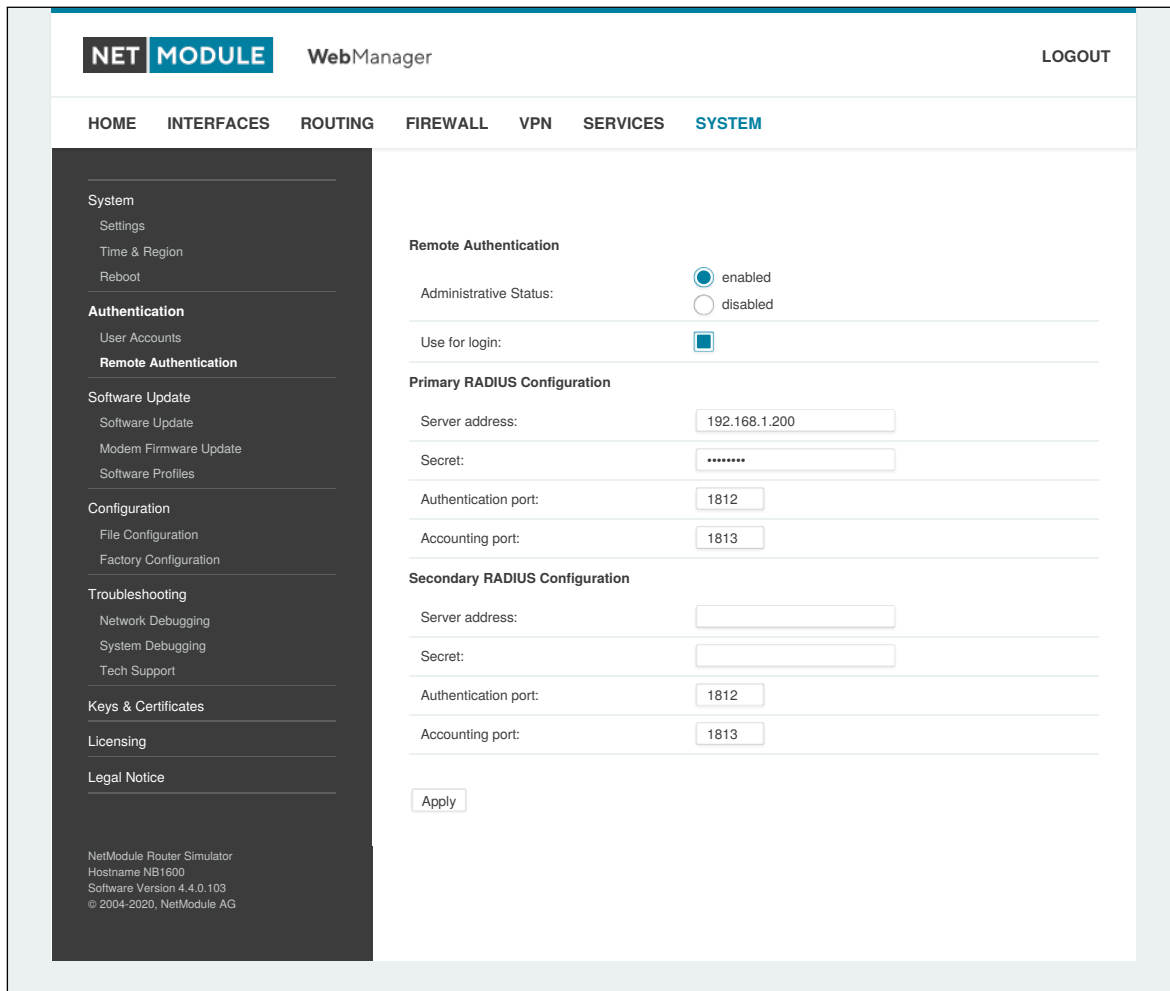 NET MODULE WebManager LOGOUT
HOME INTERFACES ROUTING FIREWALL VPN SERVICES SYSTEM
System
Settings
Time & Region
Reboot
Authentication
User Accounts
Remote Authentication
Software Update
Software Update
Modem Firmware Update
Software Profiles
Configuration
File Configuration
Factory Configuration
Troubleshooting
Network Debugging
System Debugging
Tech Support
Keys & Certificates
Licensing
Legal Notice
NetModule Router Simulator
Hostname NB1600
Software Version 4.4.0.103
© 2004-2020, NetModule AG
Remote Authentication
Administrative Status:
enabled
disabled
Use for login:
Primary RADIUS Configuration
Server address: 192.168.1.200
Secret: ••••••••
Authentication port: 1812
Accounting port: 1813
Secondary RADIUS Configuration
Server address:
Secret:
Authentication port: 1812
Accounting port: 1813
Apply